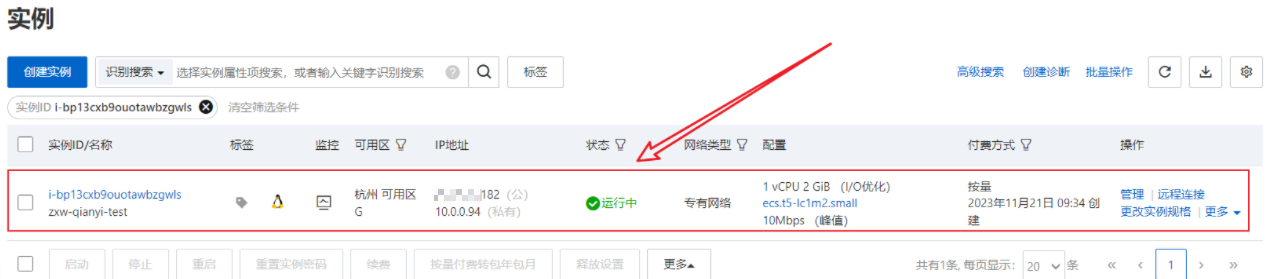 实例
创建实例 识别搜索 选择实例属性项搜索，或者输入关键字识别搜索 ? 标签 高级搜索 创建诊断 批量操作
实例ID i-bp13cxb9ouotawbzgwls 清空筛选条件
实例ID/名称 标签 监控 可用区 IP地址 状态 网络类型 配置 付费方式 操作
i-bp13cxb9ouotawbzgwls
zxw-qianyi-test
杭州 可用区
G
182 (公)
10.0.0.94 (私有)
运行中
专有网络
1 vCPU 2 GiB (I/O优化)
ecs.t5-lc1m2.small
10Mbps (峰值)
按量
2023年11月21日 09:34 创
建
管理 | 远程连接
更改实例规格 | 更多
启动 停止 重启 重置实例密码 续费 按量付费转包年包月 释放设置 更多 共有1条, 每页显示: 20 条 « ‹ 1 › »